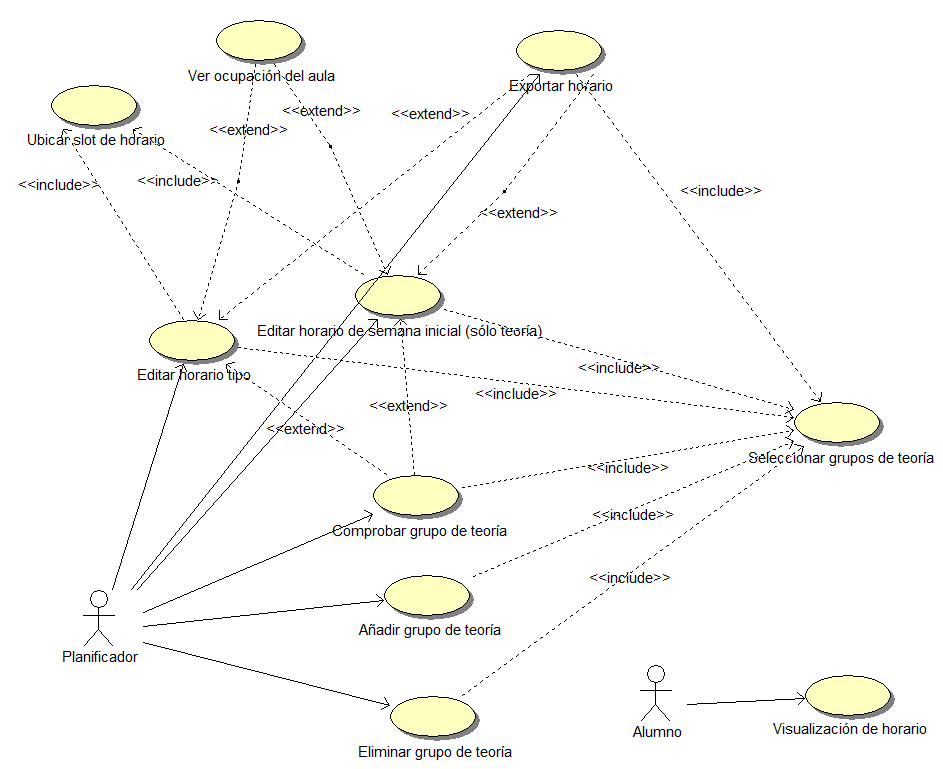 Ver ocupación del aula
Exportar horario
<<extend>>
<<extend>>
<<extend>>
Ubicar slot de horario
<<include>>
<<include>>
<<include>>
<<extend>>
Editar horario de semana inicial (sólo teoría)
Editar horario tipo
<<include>>
<<include>>
<<extend>>
<<extend>>
Seleccionar grupos de teoría
<<include>>
Comprobar grupo de teoría
<<include>>
<<include>>
Añadir grupo de teoría
Planificador
Alumno
Visualización de horario
Eliminar grupo de teoría